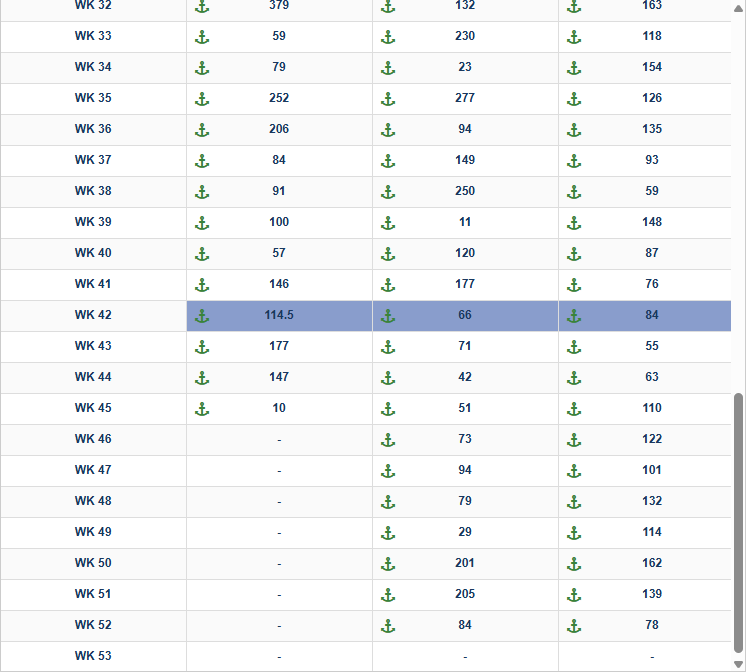 WK 32 379 132 163
WK 33 59 230 118
WK 34 79 23 154
WK 35 252 277 126
WK 36 206 94 135
WK 37 84 149 93
WK 38 91 250 59
WK 39 100 11 148
WK 40 57 120 87
WK 41 146 177 76
WK 42 114.5 66 84
WK 43 177 71 55
WK 44 147 42 63
WK 45 10 51 110
WK 46 - 73 122
WK 47 - 94 101
WK 48 - 79 132
WK 49 - 29 114
WK 50 - 201 162
WK 51 - 205 139
WK 52 - 84 78
WK 53 - - -